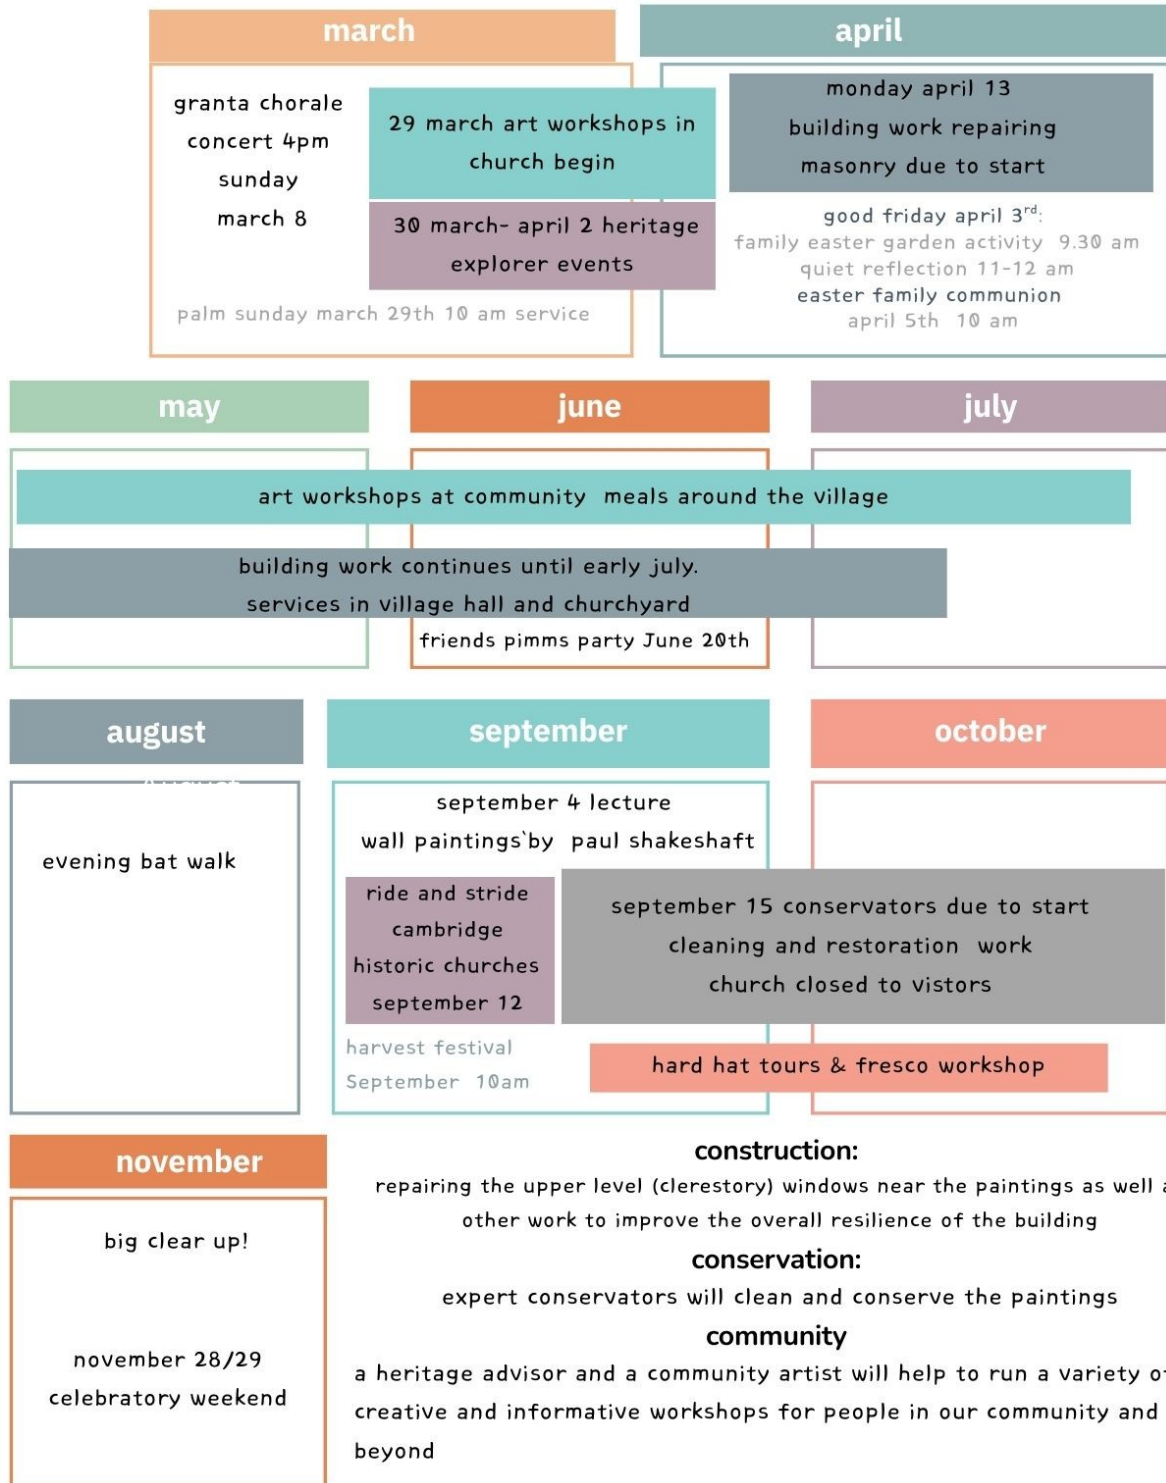 march
granta chorale
concert 4pm
sunday
march 8
29 march art workshops in
church begin
30 march- april 2 heritage
explorer events
palm sunday march 29th 10 am service
april
monday april 13
building work repairing
masonry due to start
good friday april 3rd:
family easter garden activity 9.30 am
quiet reflection 11-12 am
easter family communion
april 5th 10 am
may
june
july
art workshops at community meals around the village
building work continues until early july.
services in village hall and churchyard
friends pimms party June 20th
august
evening bat walk
september
september 4 lecture
wall paintings`by paul shakeshaft
ride and stride
cambridge
historic churches
september 12
harvest festival
September 10am
october
september 15 conservators due to start
cleaning and restoration work
church closed to vistors
hard hat tours & fresco workshop
november
big clear up!
november 28/29
celebratory weekend
construction:
repairing the upper level (clerestory) windows near the paintings as well
other work to improve the overall resilience of the building
conservation:
expert conservators will clean and conserve the paintings
community
a heritage advisor and a community artist will help to run a variety
creative and informative workshops for people in our community and
beyond